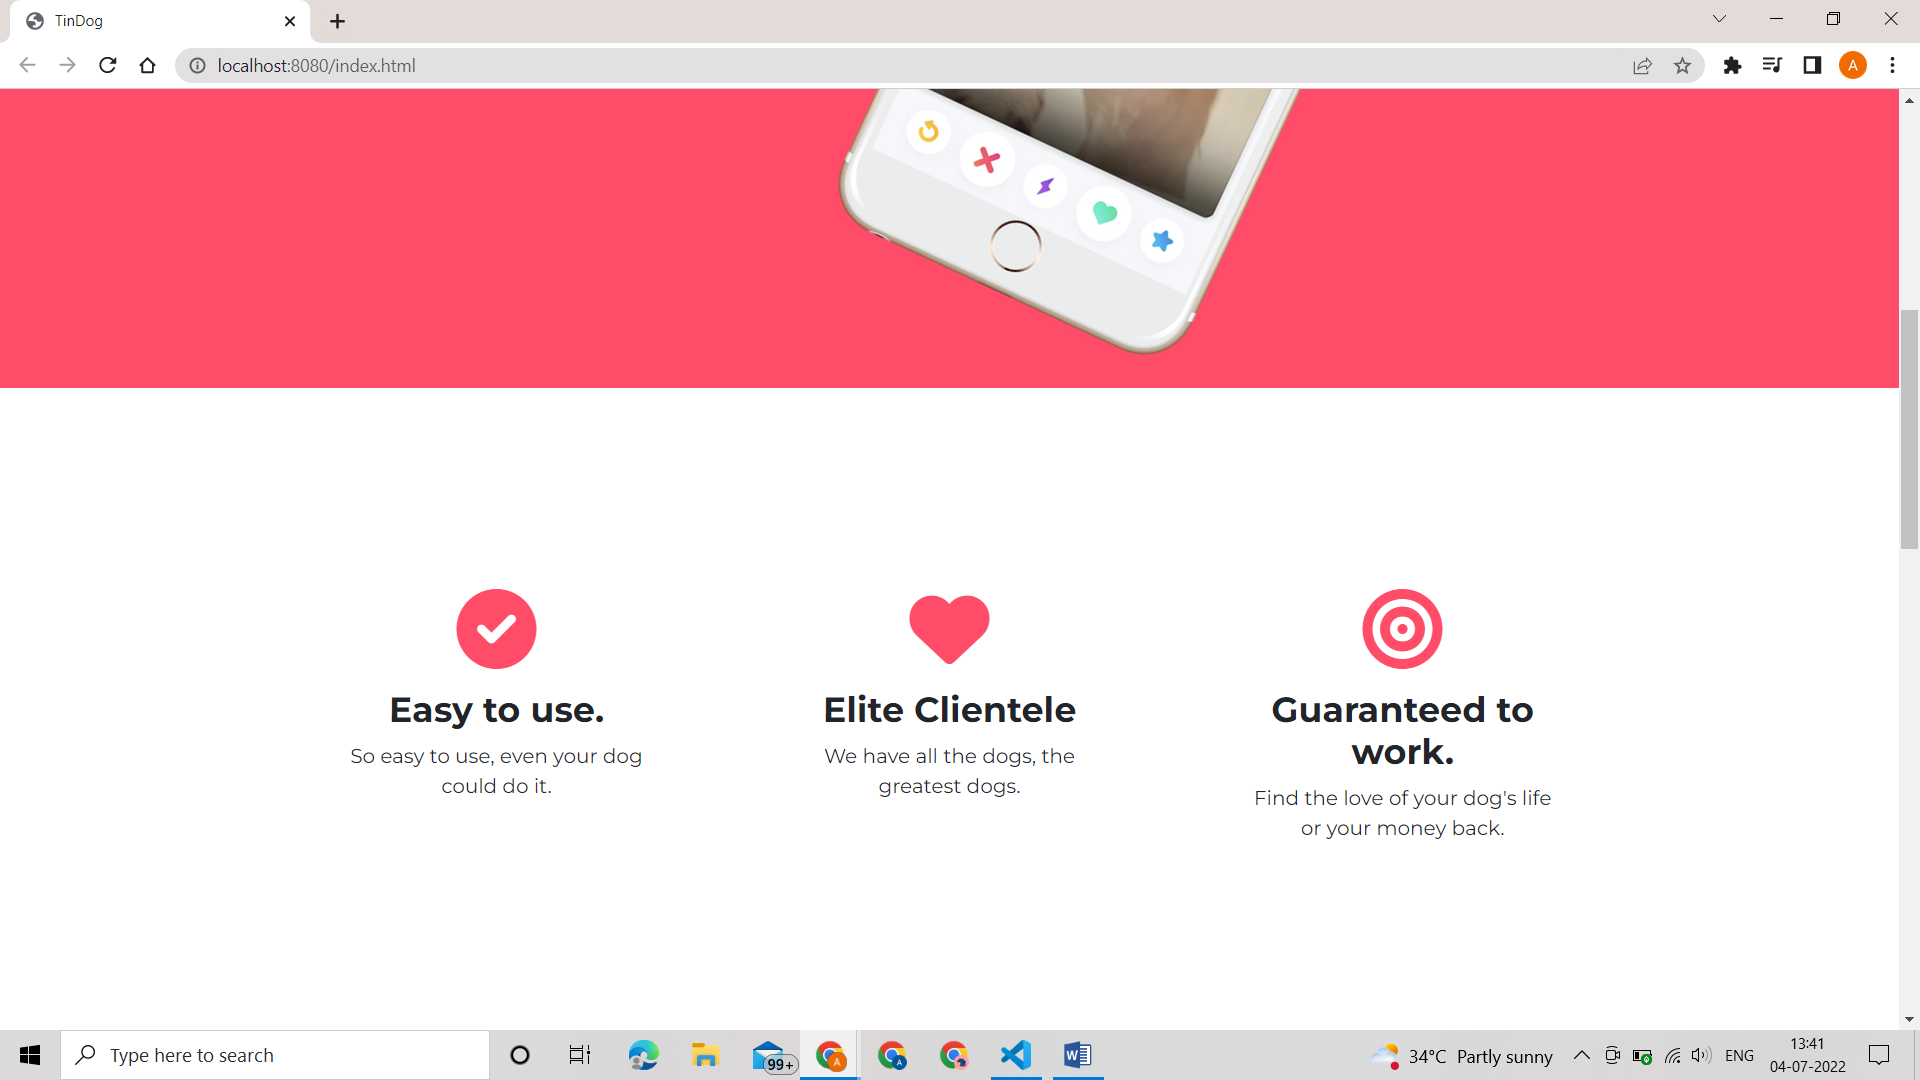 TinDog
localhost:8080/index.html
A
Easy to use.
So easy to use, even your dog
could do it.
Elite Clientele
We have all the dogs, the
greatest dogs.
Guaranteed to
work.
Find the love of your dog's life
or your money back.
Type here to search
99+
A
A
W
34°C Partly sunny
ENG
13:41
04-07-2022